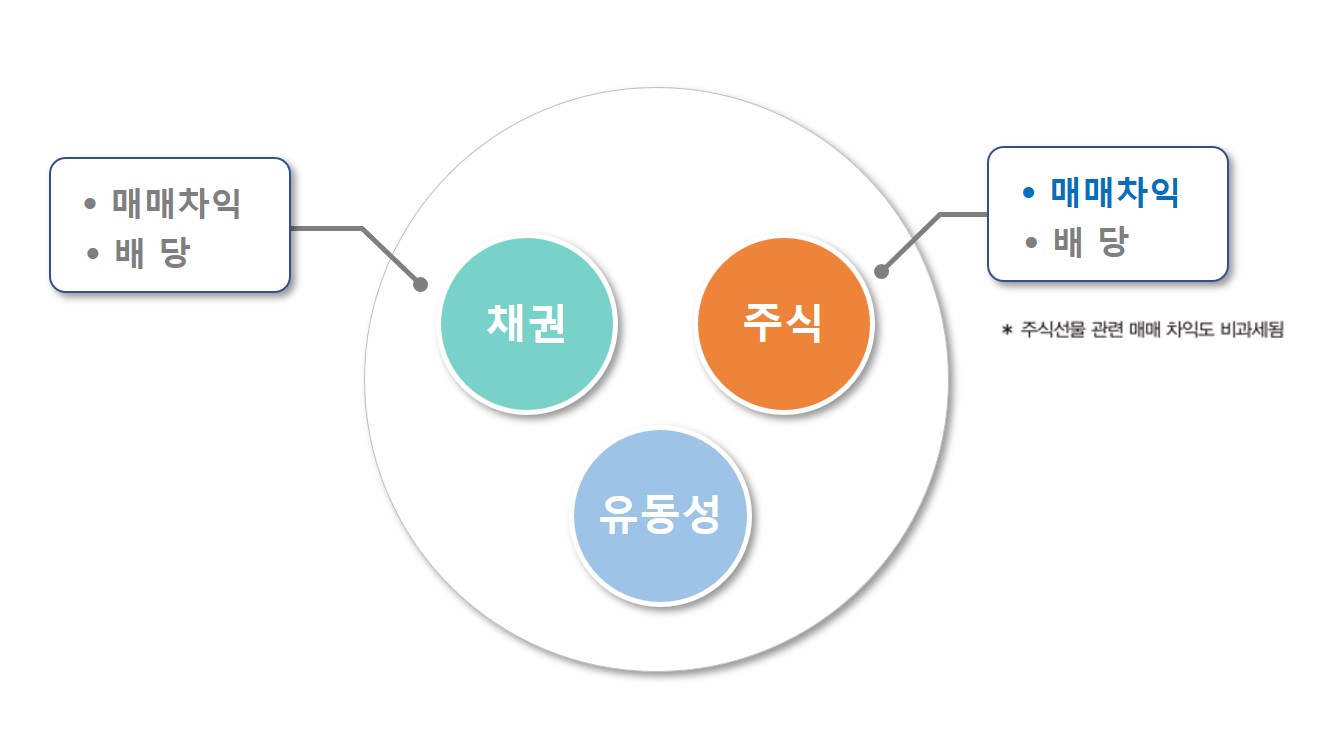 • 매매차익
• 배 당
채권
주식
유동성
• 매매차익
• 배 당
* 주식선물 관련 매매 차익도 비과세됨